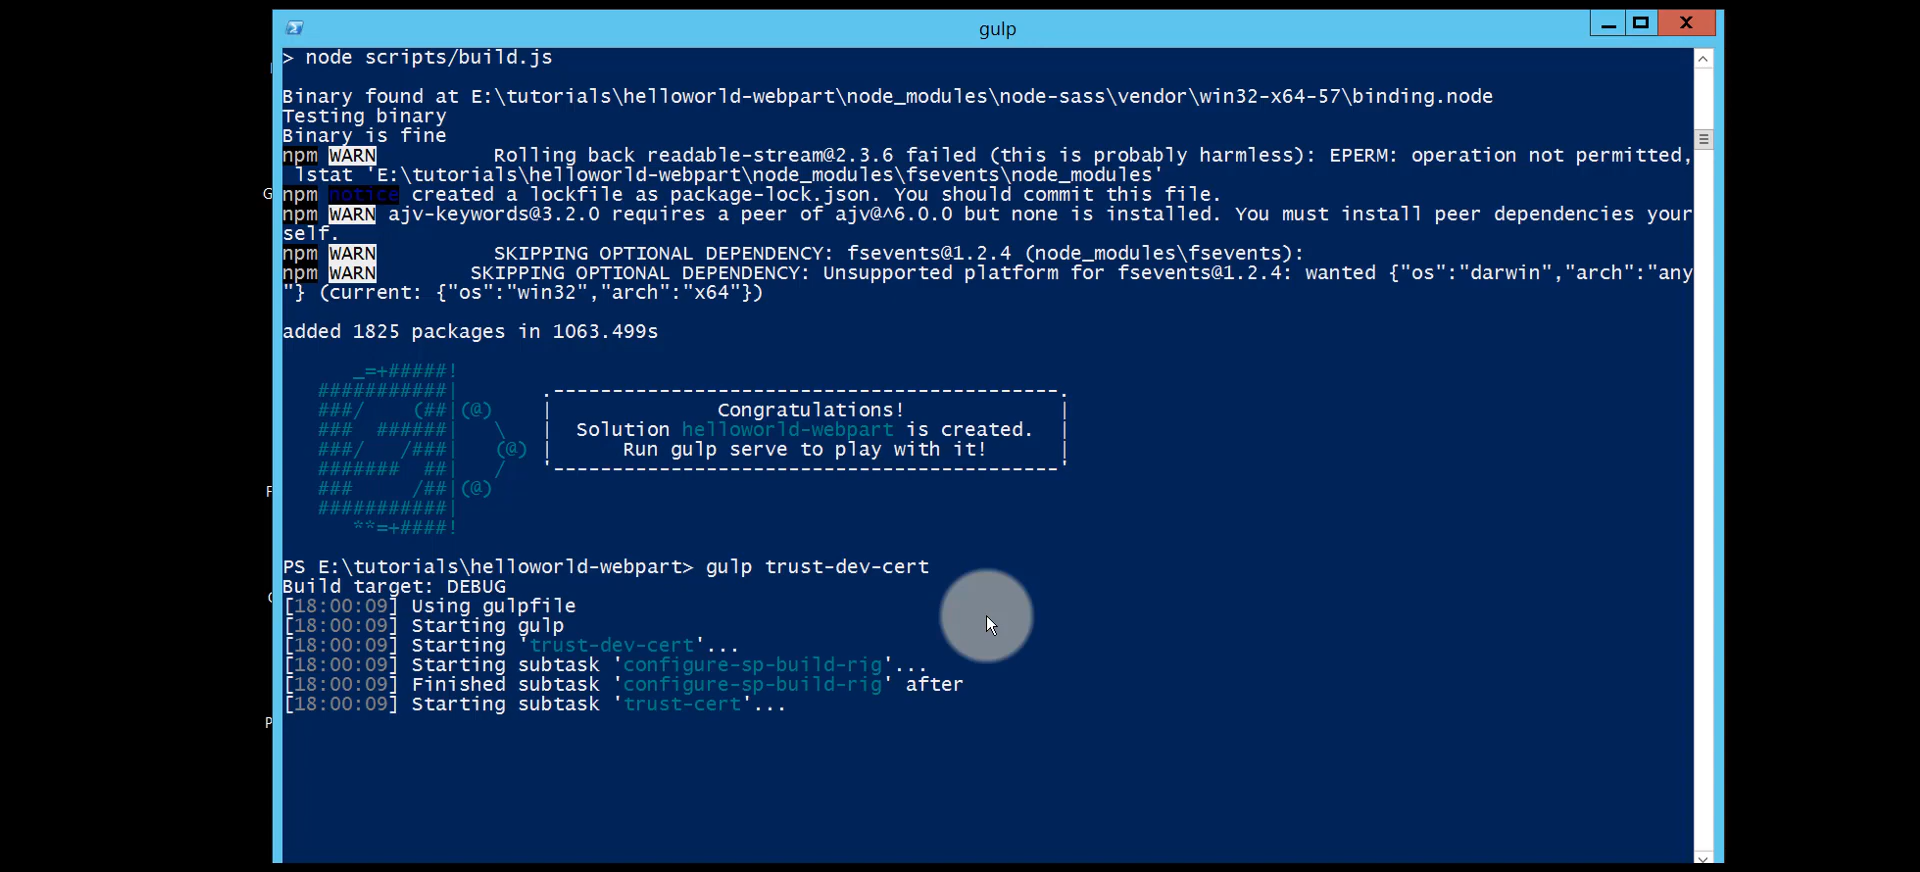 gulp
> node scripts/build.js
Binary found at E:\tutorials\helloworld-webpart\node_modules\node-sass\vendor\win32-x64-57\binding.node
Testing binary
Binary is fine
npm WARN Rolling back readable-stream@2.3.6 failed (this is probably harmless): EPERM: operation not permitted,
lstat 'E:\tutorials\helloworld-webpart\node_modules\fsevents\node_modules'
npm notice created a lockfile as package-lock.json. You should commit this file.
npm WARN ajv-keywords@3.2.0 requires a peer of ajv@^6.0.0 but none is installed. You must install peer dependencies your
self.
npm WARN SKIPPING OPTIONAL DEPENDENCY: fsevents@1.2.4 (node_modules\fsevents):
npm WARN SKIPPING OPTIONAL DEPENDENCY: Unsupported platform for fsevents@1.2.4: wanted {"os":"darwin","arch":"any
"} (current: {"os":"win32","arch":"x64"})
added 1825 packages in 1063.499s
_=+#####!
###########|
###/    (##|(@)
###  ######|   \
###/   /###|   (@)
#######  ##|   /
###     /##|(@)
###########|
**=+####!
.-------------------------------------------.
| Congratulations! |
| Solution helloworld-webpart is created. |
| Run gulp serve to play with it! |
'-------------------------------------------'
PS E:\tutorials\helloworld-webpart> gulp trust-dev-cert
Build target: DEBUG
[18:00:09] Using gulpfile
[18:00:09] Starting gulp
[18:00:09] Starting 'trust-dev-cert'...
[18:00:09] Starting subtask 'configure-sp-build-rig'...
[18:00:09] Finished subtask 'configure-sp-build-rig' after
[18:00:09] Starting subtask 'trust-cert'...